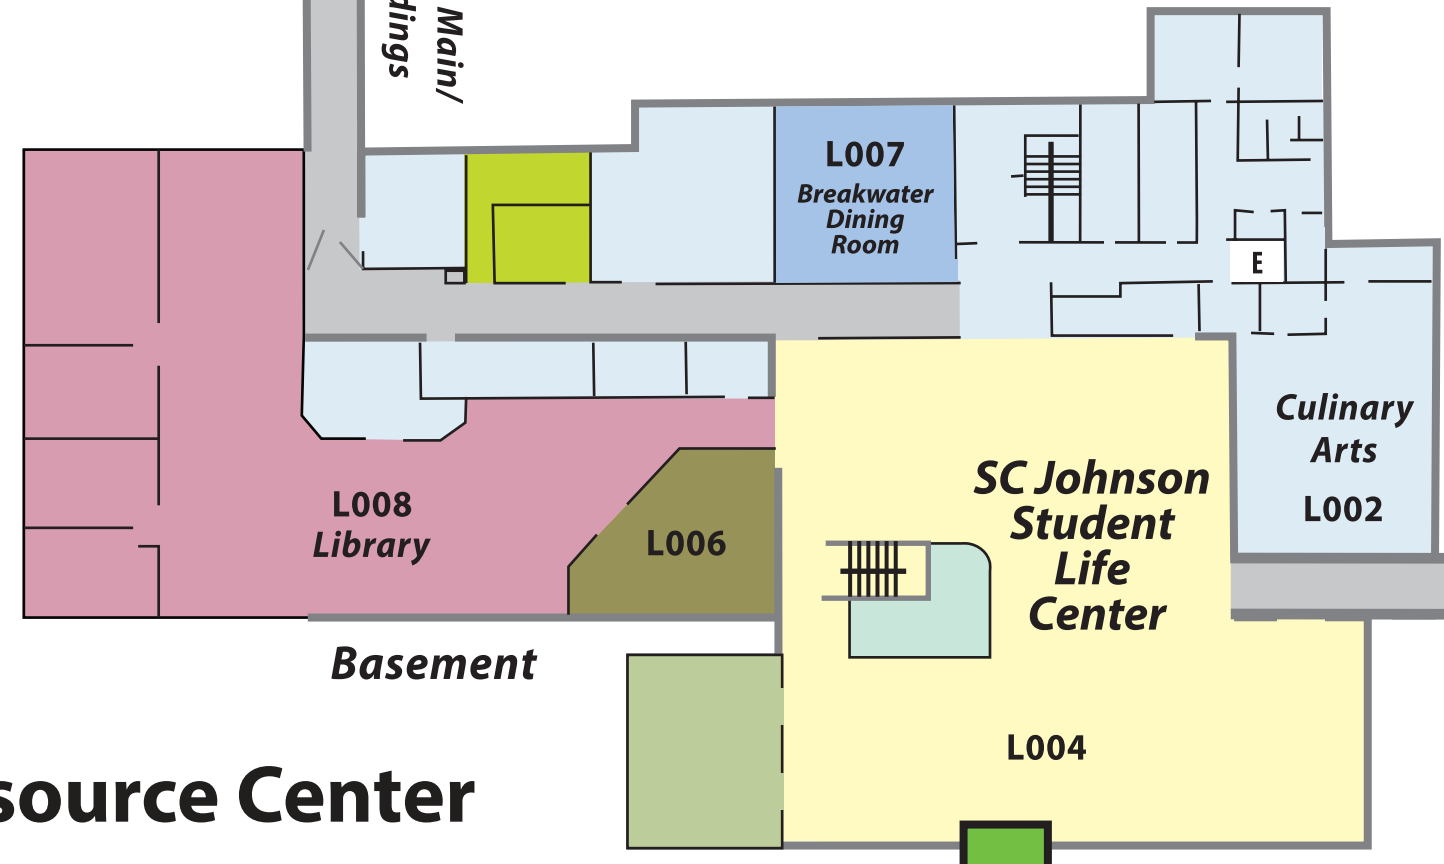 Main/
dings
L007
Breakwater
Dining
Room
E
Culinary
Arts
L002
SC Johnson
Student
Life
Center
L008
Library
L006
Basement
L004
source Center